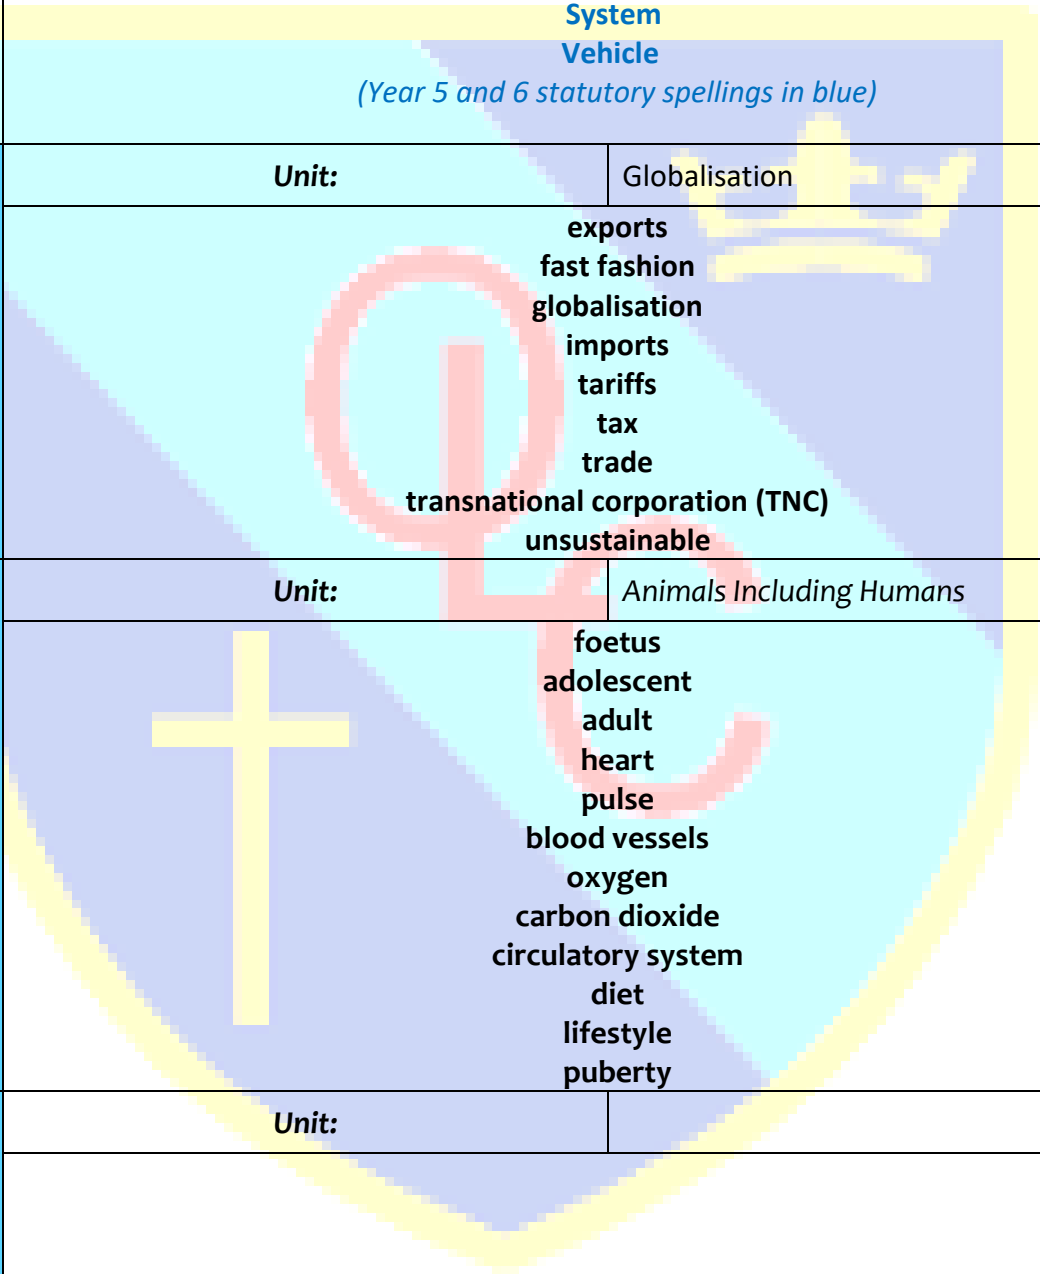 System
Vehicle
(Year 5 and 6 statutory spellings in blue)
Unit: Globalisation
exports
fast fashion
globalisation
imports
tariffs
tax
trade
transnational corporation (TNC)
unsustainable
Unit: Animals Including Humans
foetus
adolescent
adult
heart
pulse
blood vessels
oxygen
carbon dioxide
circulatory system
diet
lifestyle
puberty
Unit:
OLC